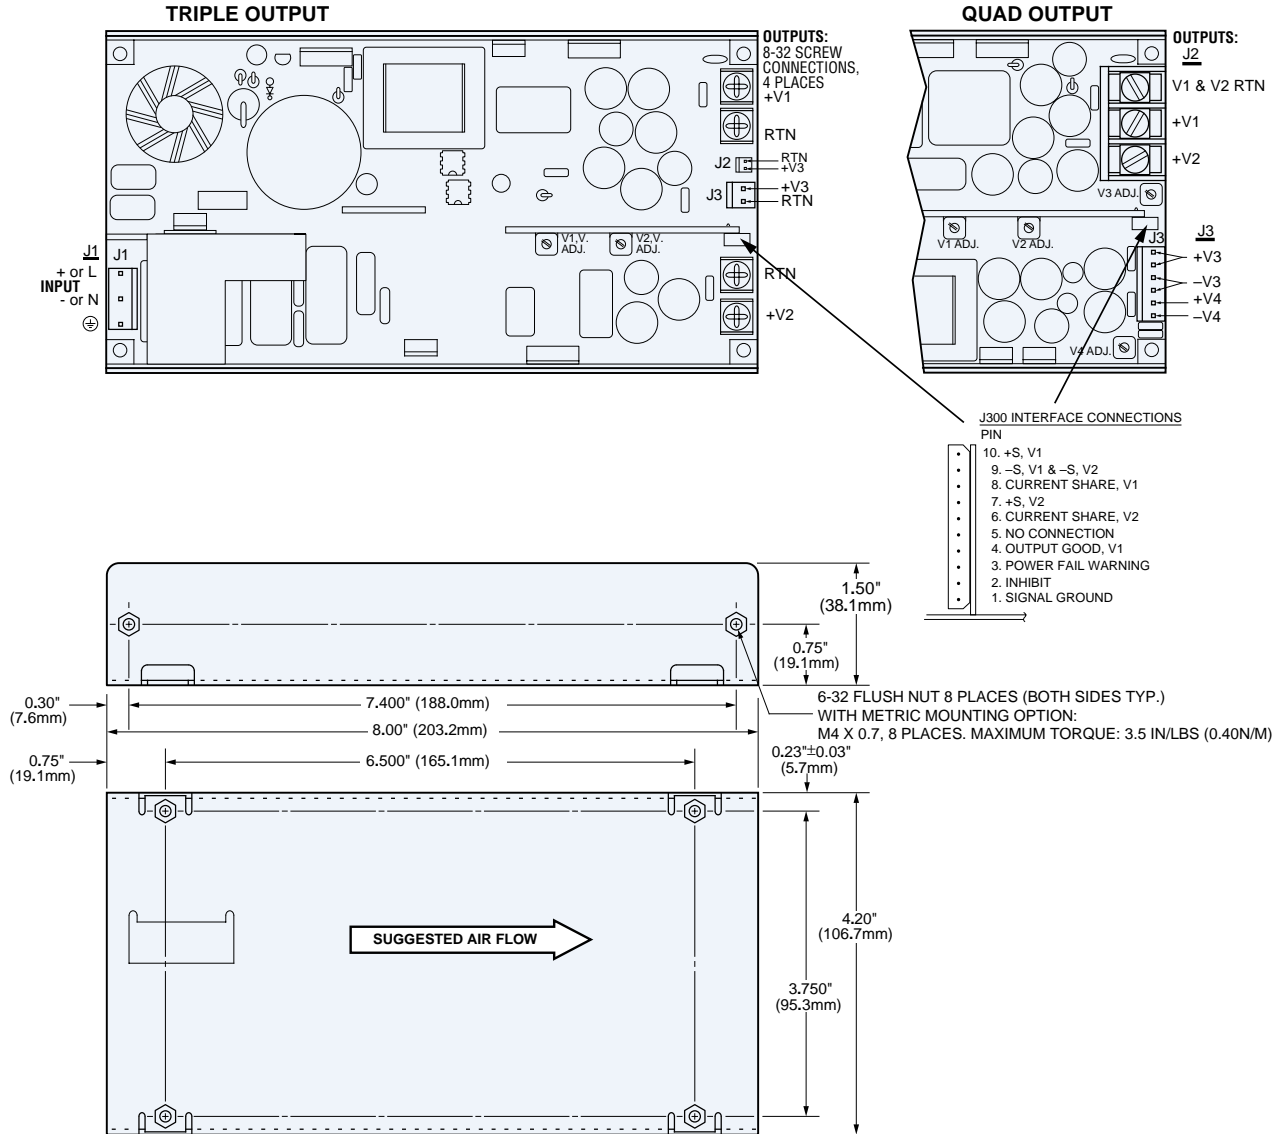 TRIPLE OUTPUT
OUTPUTS:
8-32 SCREW
CONNECTIONS,
4 PLACES
+V1
RTN
J2
RTN
+V3
J3
+V3
RTN
V1,V.
ADJ.
V2,V.
ADJ.
RTN
+V2
J1
J1
+ or L
INPUT
- or N
QUAD OUTPUT
OUTPUTS:
J2
V1 & V2 RTN
+V1
+V2
V3 ADJ.
V1 ADJ.
V2 ADJ.
J3
J3
+V3
–V3
+V4
–V4
V4 ADJ.
J300 INTERFACE CONNECTIONS
PIN
10. +S, V1
9. –S, V1 & –S, V2
8. CURRENT SHARE, V1
7. +S, V2
6. CURRENT SHARE, V2
5. NO CONNECTION
4. OUTPUT GOOD, V1
3. POWER FAIL WARNING
2. INHIBIT
1. SIGNAL GROUND
1.50"
(38.1mm)
0.75"
(19.1mm)
0.30"
(7.6mm)
7.400" (188.0mm)
8.00" (203.2mm)
6-32 FLUSH NUT 8 PLACES (BOTH SIDES TYP.)
WITH METRIC MOUNTING OPTION:
M4 X 0.7, 8 PLACES. MAXIMUM TORQUE: 3.5 IN/LBS (0.40N/M)
0.75"
(19.1mm)
6.500" (165.1mm)
0.23"±0.03"
(5.7mm)
SUGGESTED AIR FLOW
4.20"
(106.7mm)
3.750"
(95.3mm)